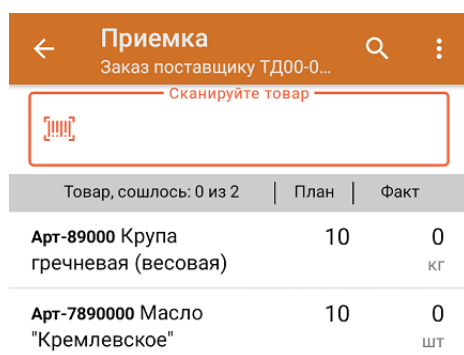 Приемка
Заказ поставщику ТД00-0...
Сканируйте товар
Товар, сошлось: 0 из 2 | План | Факт
Арт-89000 Крупа 10 0
гречневая (весовая) кг
Арт-7890000 Масло 10 0
"Кремлевское" шт